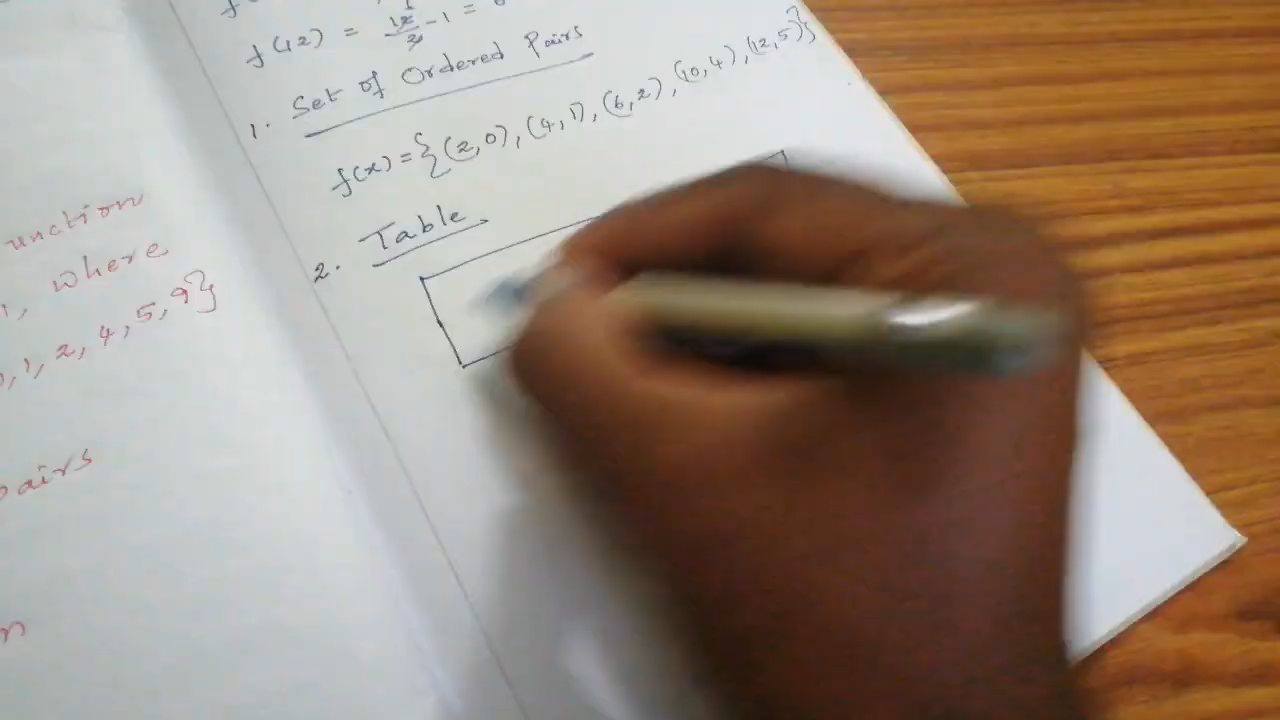 f(12) = 12/2 - 1 =
1. Set of Ordered Pairs
f(x) = {(2,0), (4,1), (6,2), (10,4), (12,5)}
2. Table
unction
1, where
1, 2, 4, 5, 9}
pairs
n